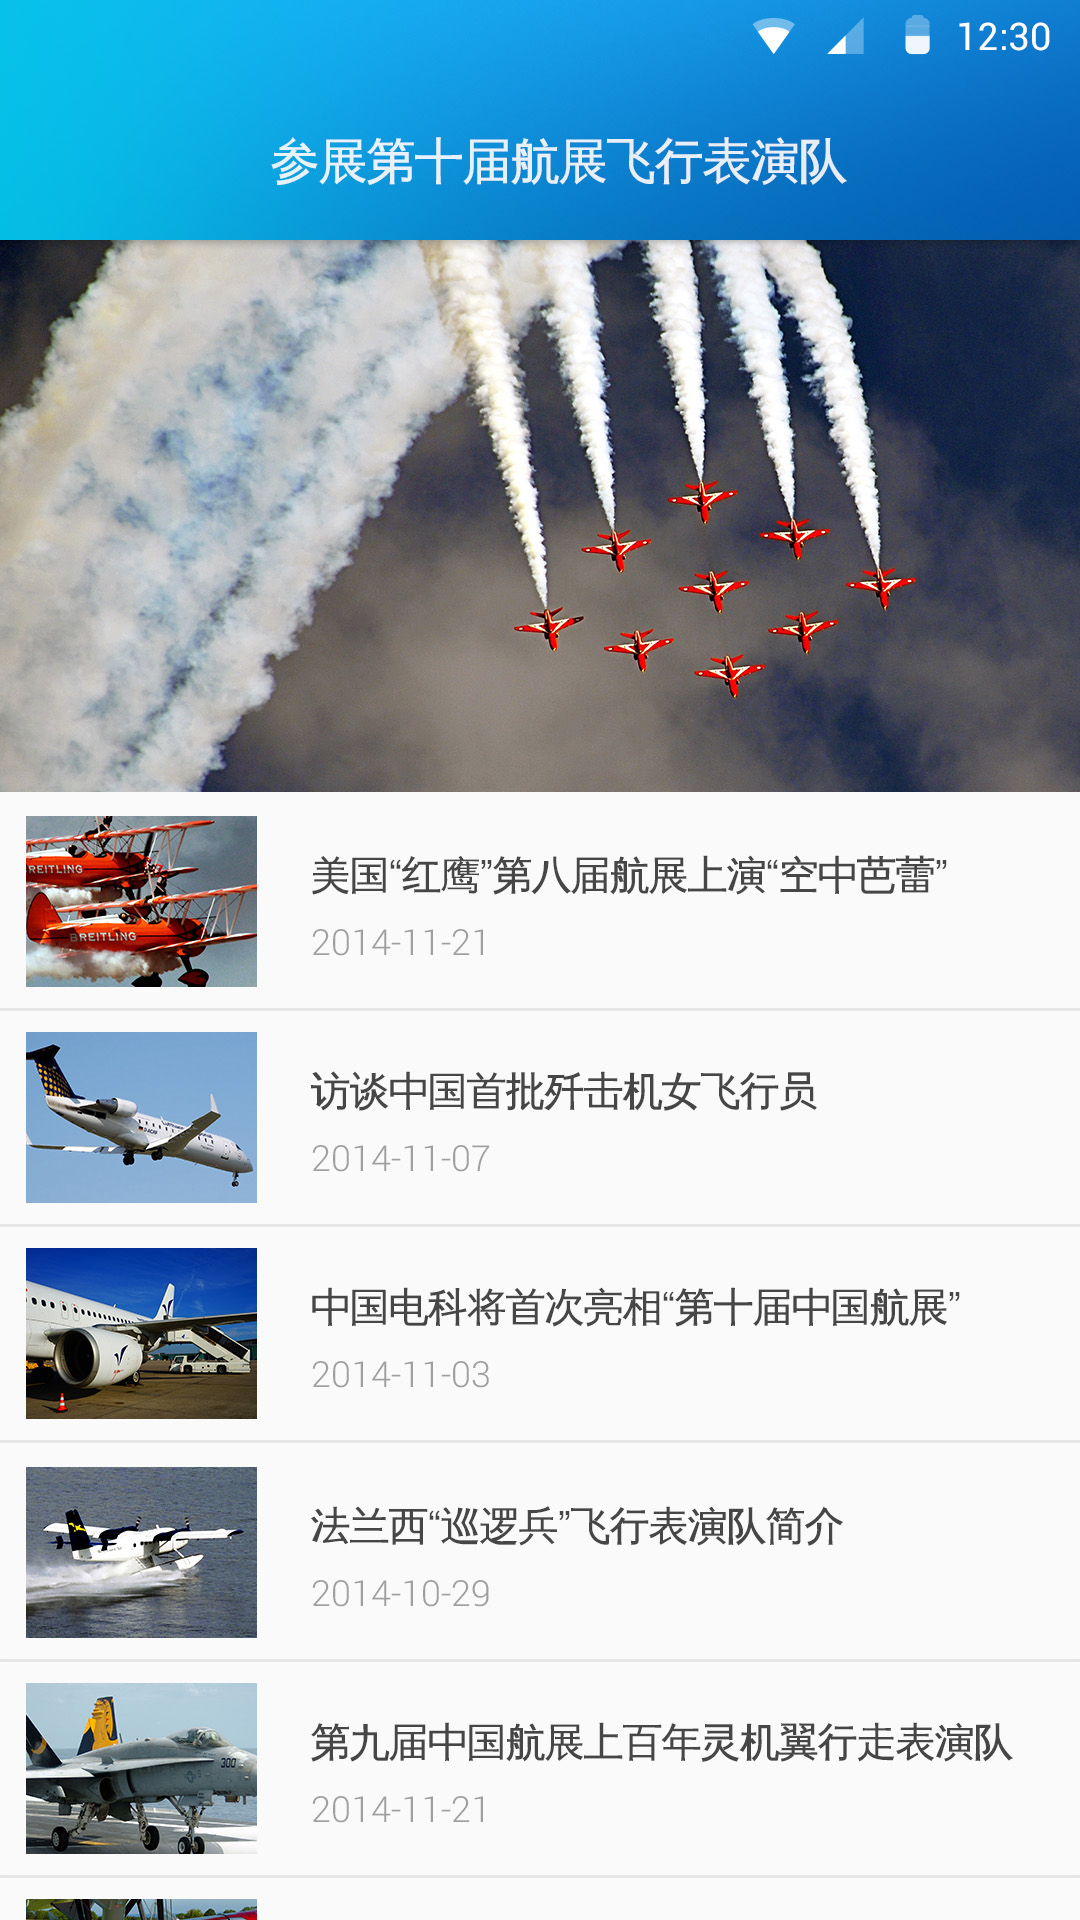 12:30
参展第十届航展飞行表演队
美国“红鹰”第八届航展上演“空中芭蕾”
2014-11-21
REITLING
BREITLING
访谈中国首批歼击机女飞行员
2014-11-07
中国电科将首次亮相“第十届中国航展”
2014-11-03
法兰西“巡逻兵”飞行表演队简介
2014-10-29
第九届中国航展上百年灵机翼行走表演队
2014-11-21
300